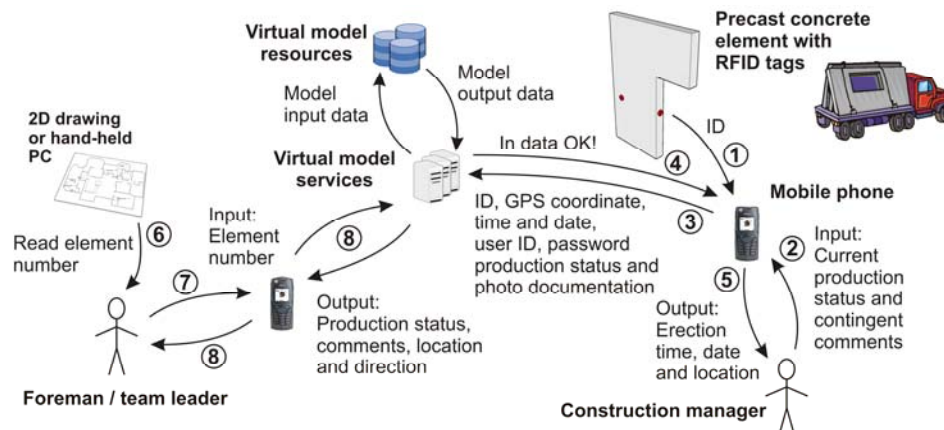 Virtual model
resources
Precast concrete
element with
RFID tags
Model
input data
Model
output data
2D drawing
or hand-held
PC
ID
1
In data OK!
4
Virtual model
services
3
Mobile phone
ID, GPS coordinate,
time and date,
user ID, password
production status and
photo documentation
2
Input:
Current
production
status and
contingent
comments
5
Output:
Erection
time, date
and location
Construction manager
6
Read element
number
Input:
Element
number
8
7
8
Output:
Production status,
comments, location
and direction
Foreman / team leader